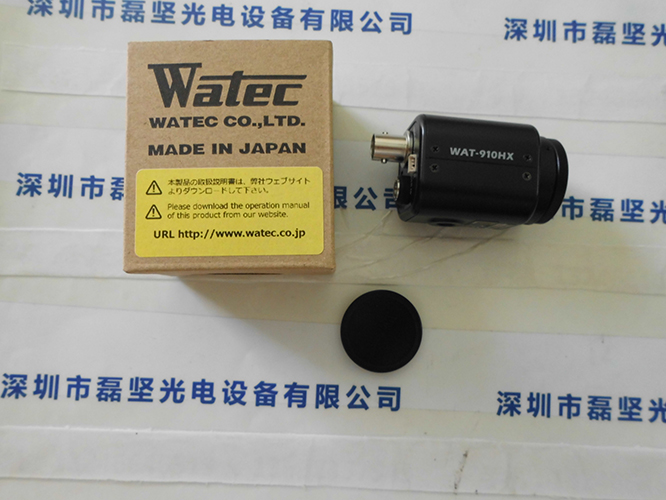 深圳市磊坚光电设备有限公司
深圳市磊坚光
Watec
WATEC CO.,LTD.
MADE IN JAPAN
本製品の取扱説明書は、弊社ウェブサイト
よりダウンロードして下さい。
Please download the operation manual
of this product from our website.
URL http://www.watec.co.jp
WAT-910HX
深圳市
公司
深圳市磊坚
深圳市磊坚光电设备有限公司
深圳市磊坚光电